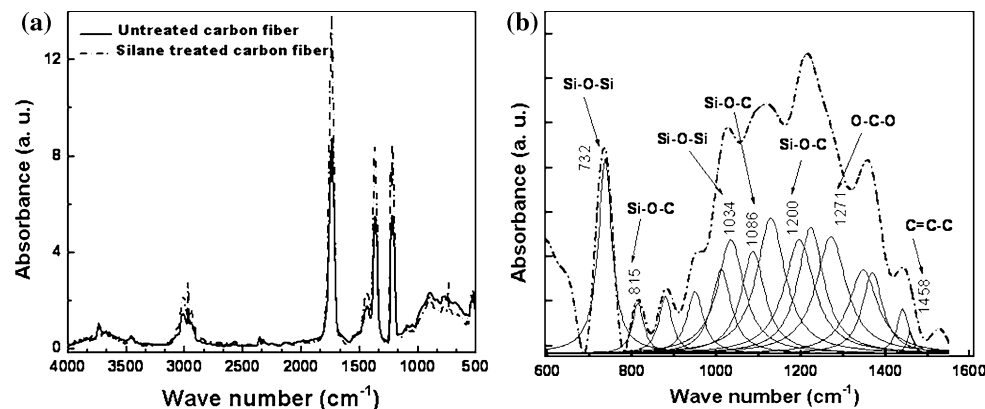 (a)
Untreated carbon fiber
Silane treated carbon fiber
Absorbance (a. u.)
12
8
4
0
4000 3500 3000 2500 2000 1500 1000 500
Wave number (cm-1)
(b)
Absorbance (a. u.)
Si-O-Si
732
Si-O-C
815
Si-O-Si
1034
Si-O-C
1086
Si-O-C
1200
O-C-O
1271
C=C-C
1458
600 800 1000 1200 1400 1600
Wave number (cm-1)